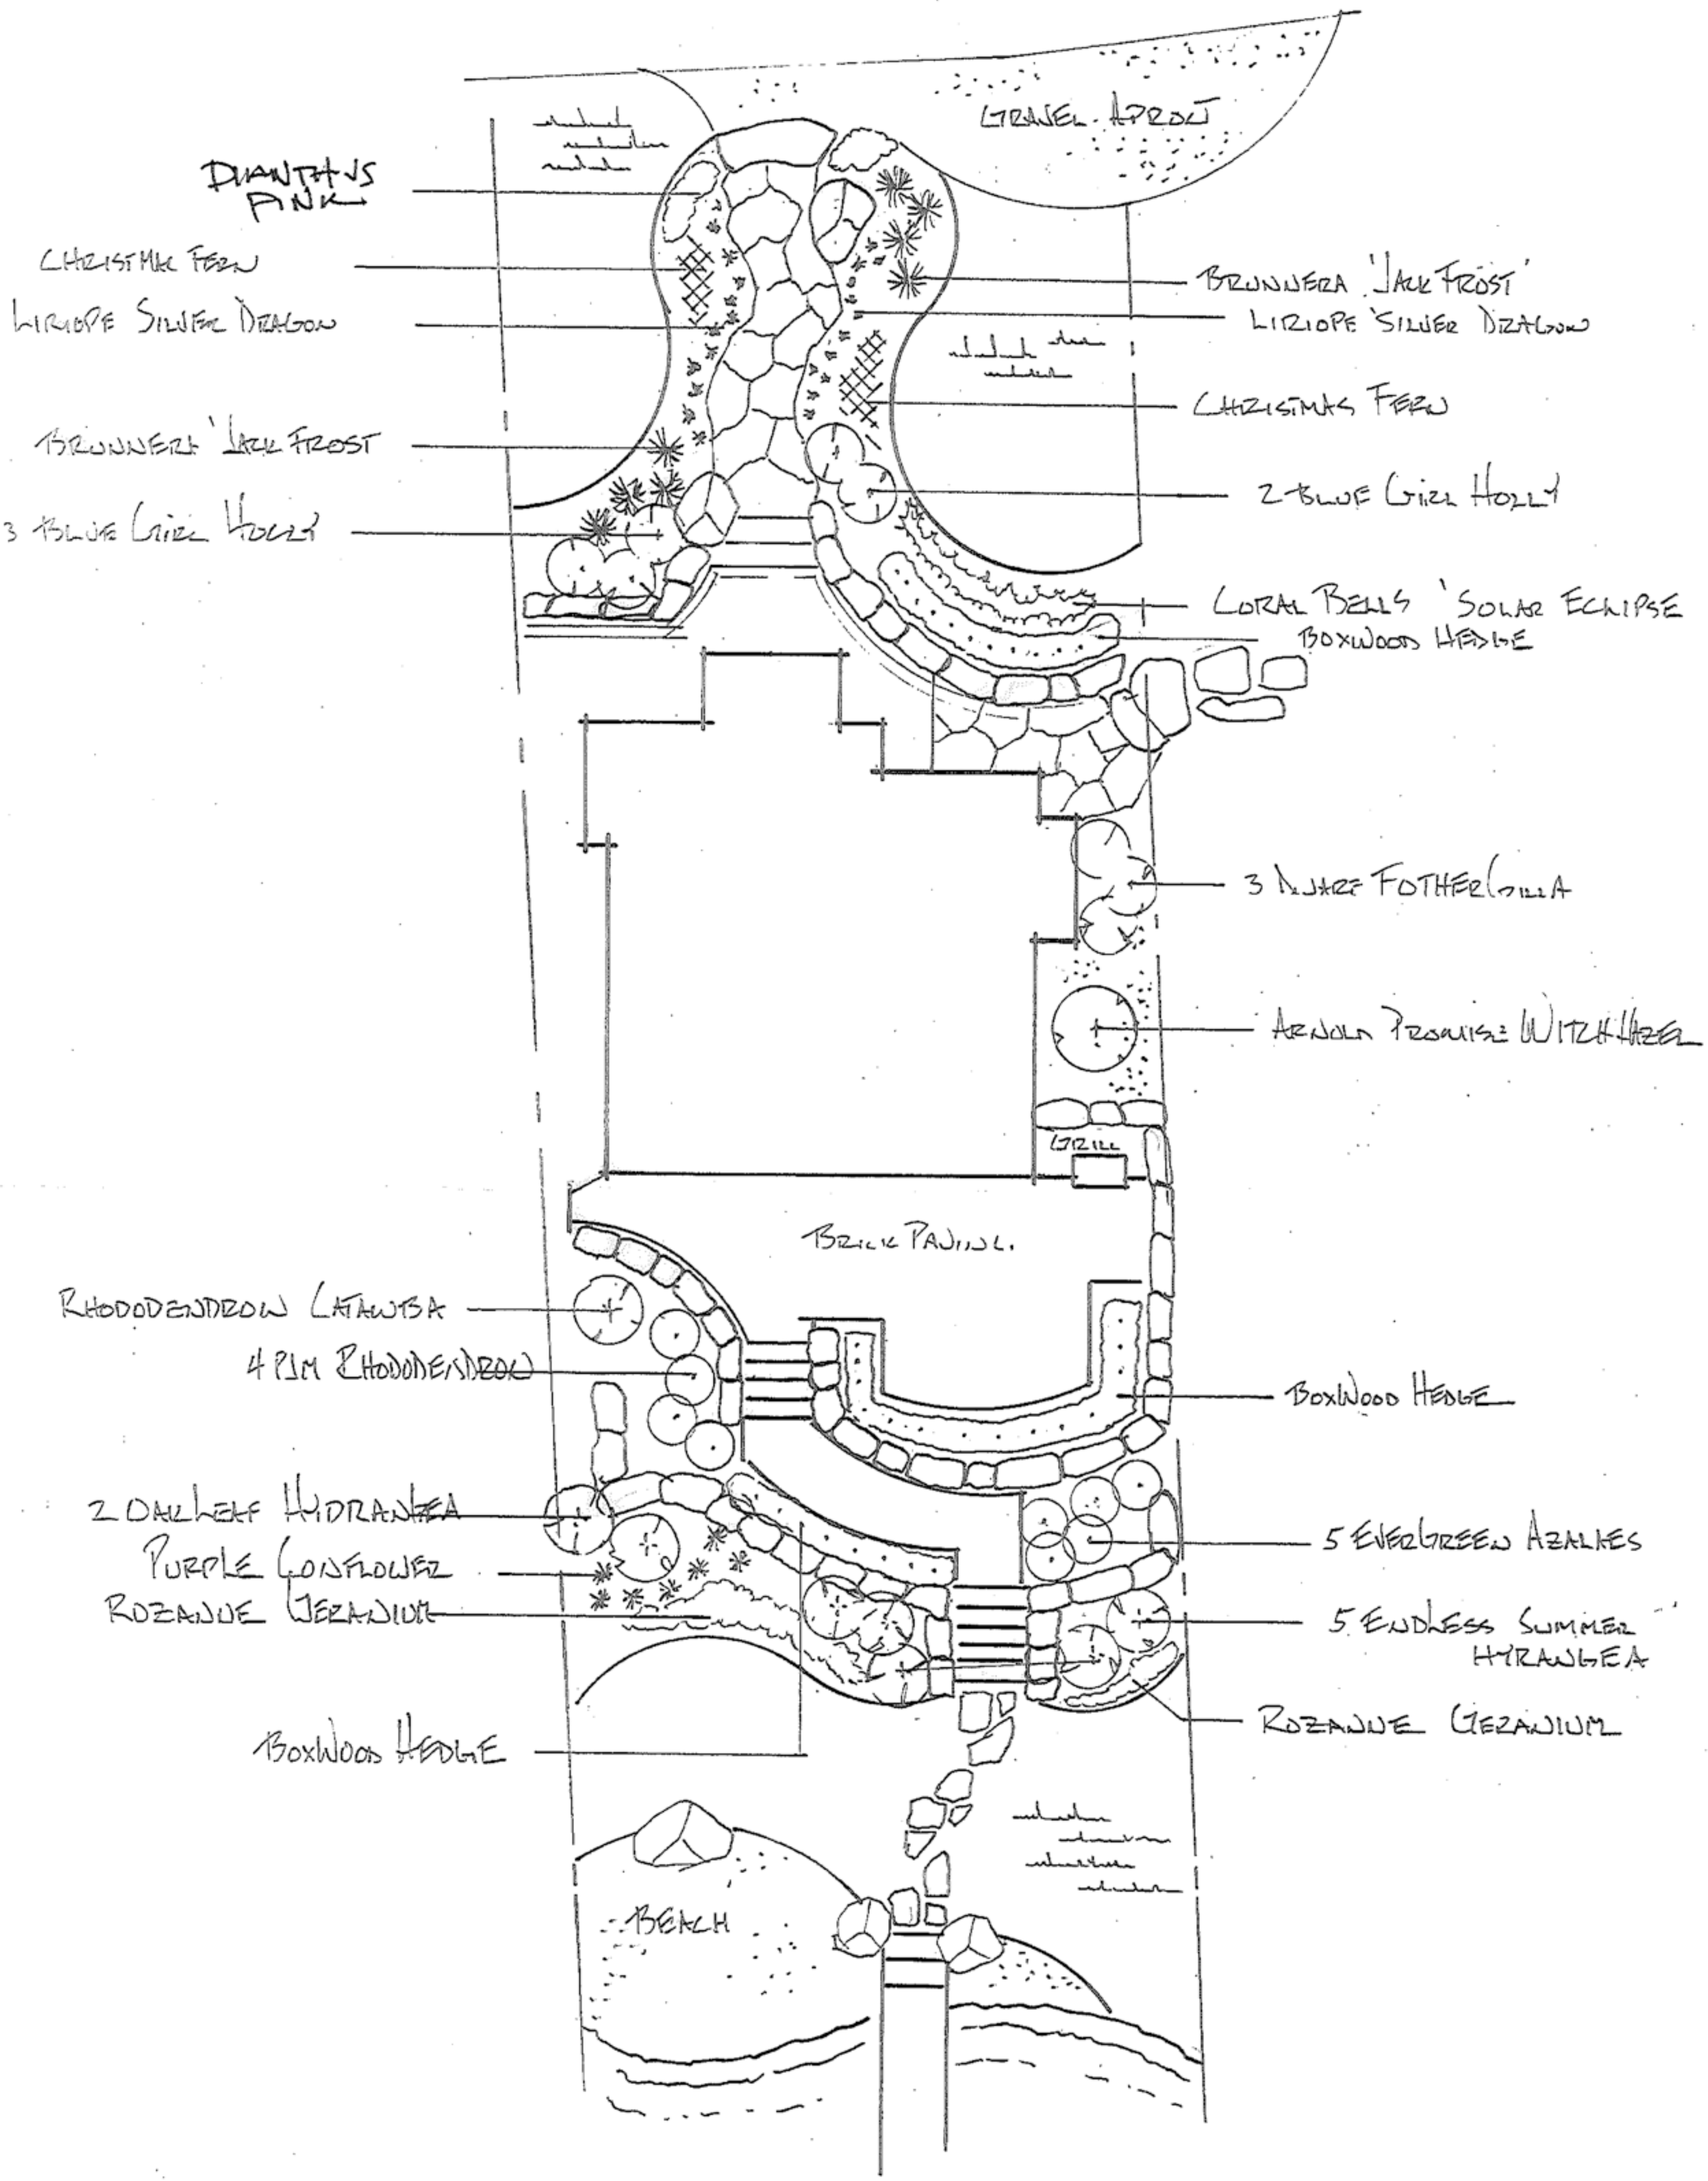 GRAVEL APRON
DIANTHUS
PINK
CHRISTMAS FERN
LIRIOPE SILVER DRAGON
BRUNNERA 'JACK FROST'
LIRIOPE 'SILVER DRAGON
CHRISTMAS FERN
BRUNNERA 'JACK FROST
2 BLUE GIRL HOLLY
3 BLUE GIRL HOLLY
CORAL BELLS 'SOLAR ECLIPSE
BOXWOOD HEDGE
3 DWARF FOTHERGILLA
ARNOLD PROMISE WITCH HAZEL
GRILL
BRICK PAVING.
RHODODENDRON CATAWBA
4 PJM RHODODENDRON
BOXWOOD HEDGE
2 OAKLEAF HYDRANGEA
PURPLE CONFLOWER
ROZANNE GERANIUM
5 EVERGREEN AZALAES
5 ENDLESS SUMMER
HYRANGEA
ROZANNE GERANIUM
BOXWOOD HEDGE
BEACH